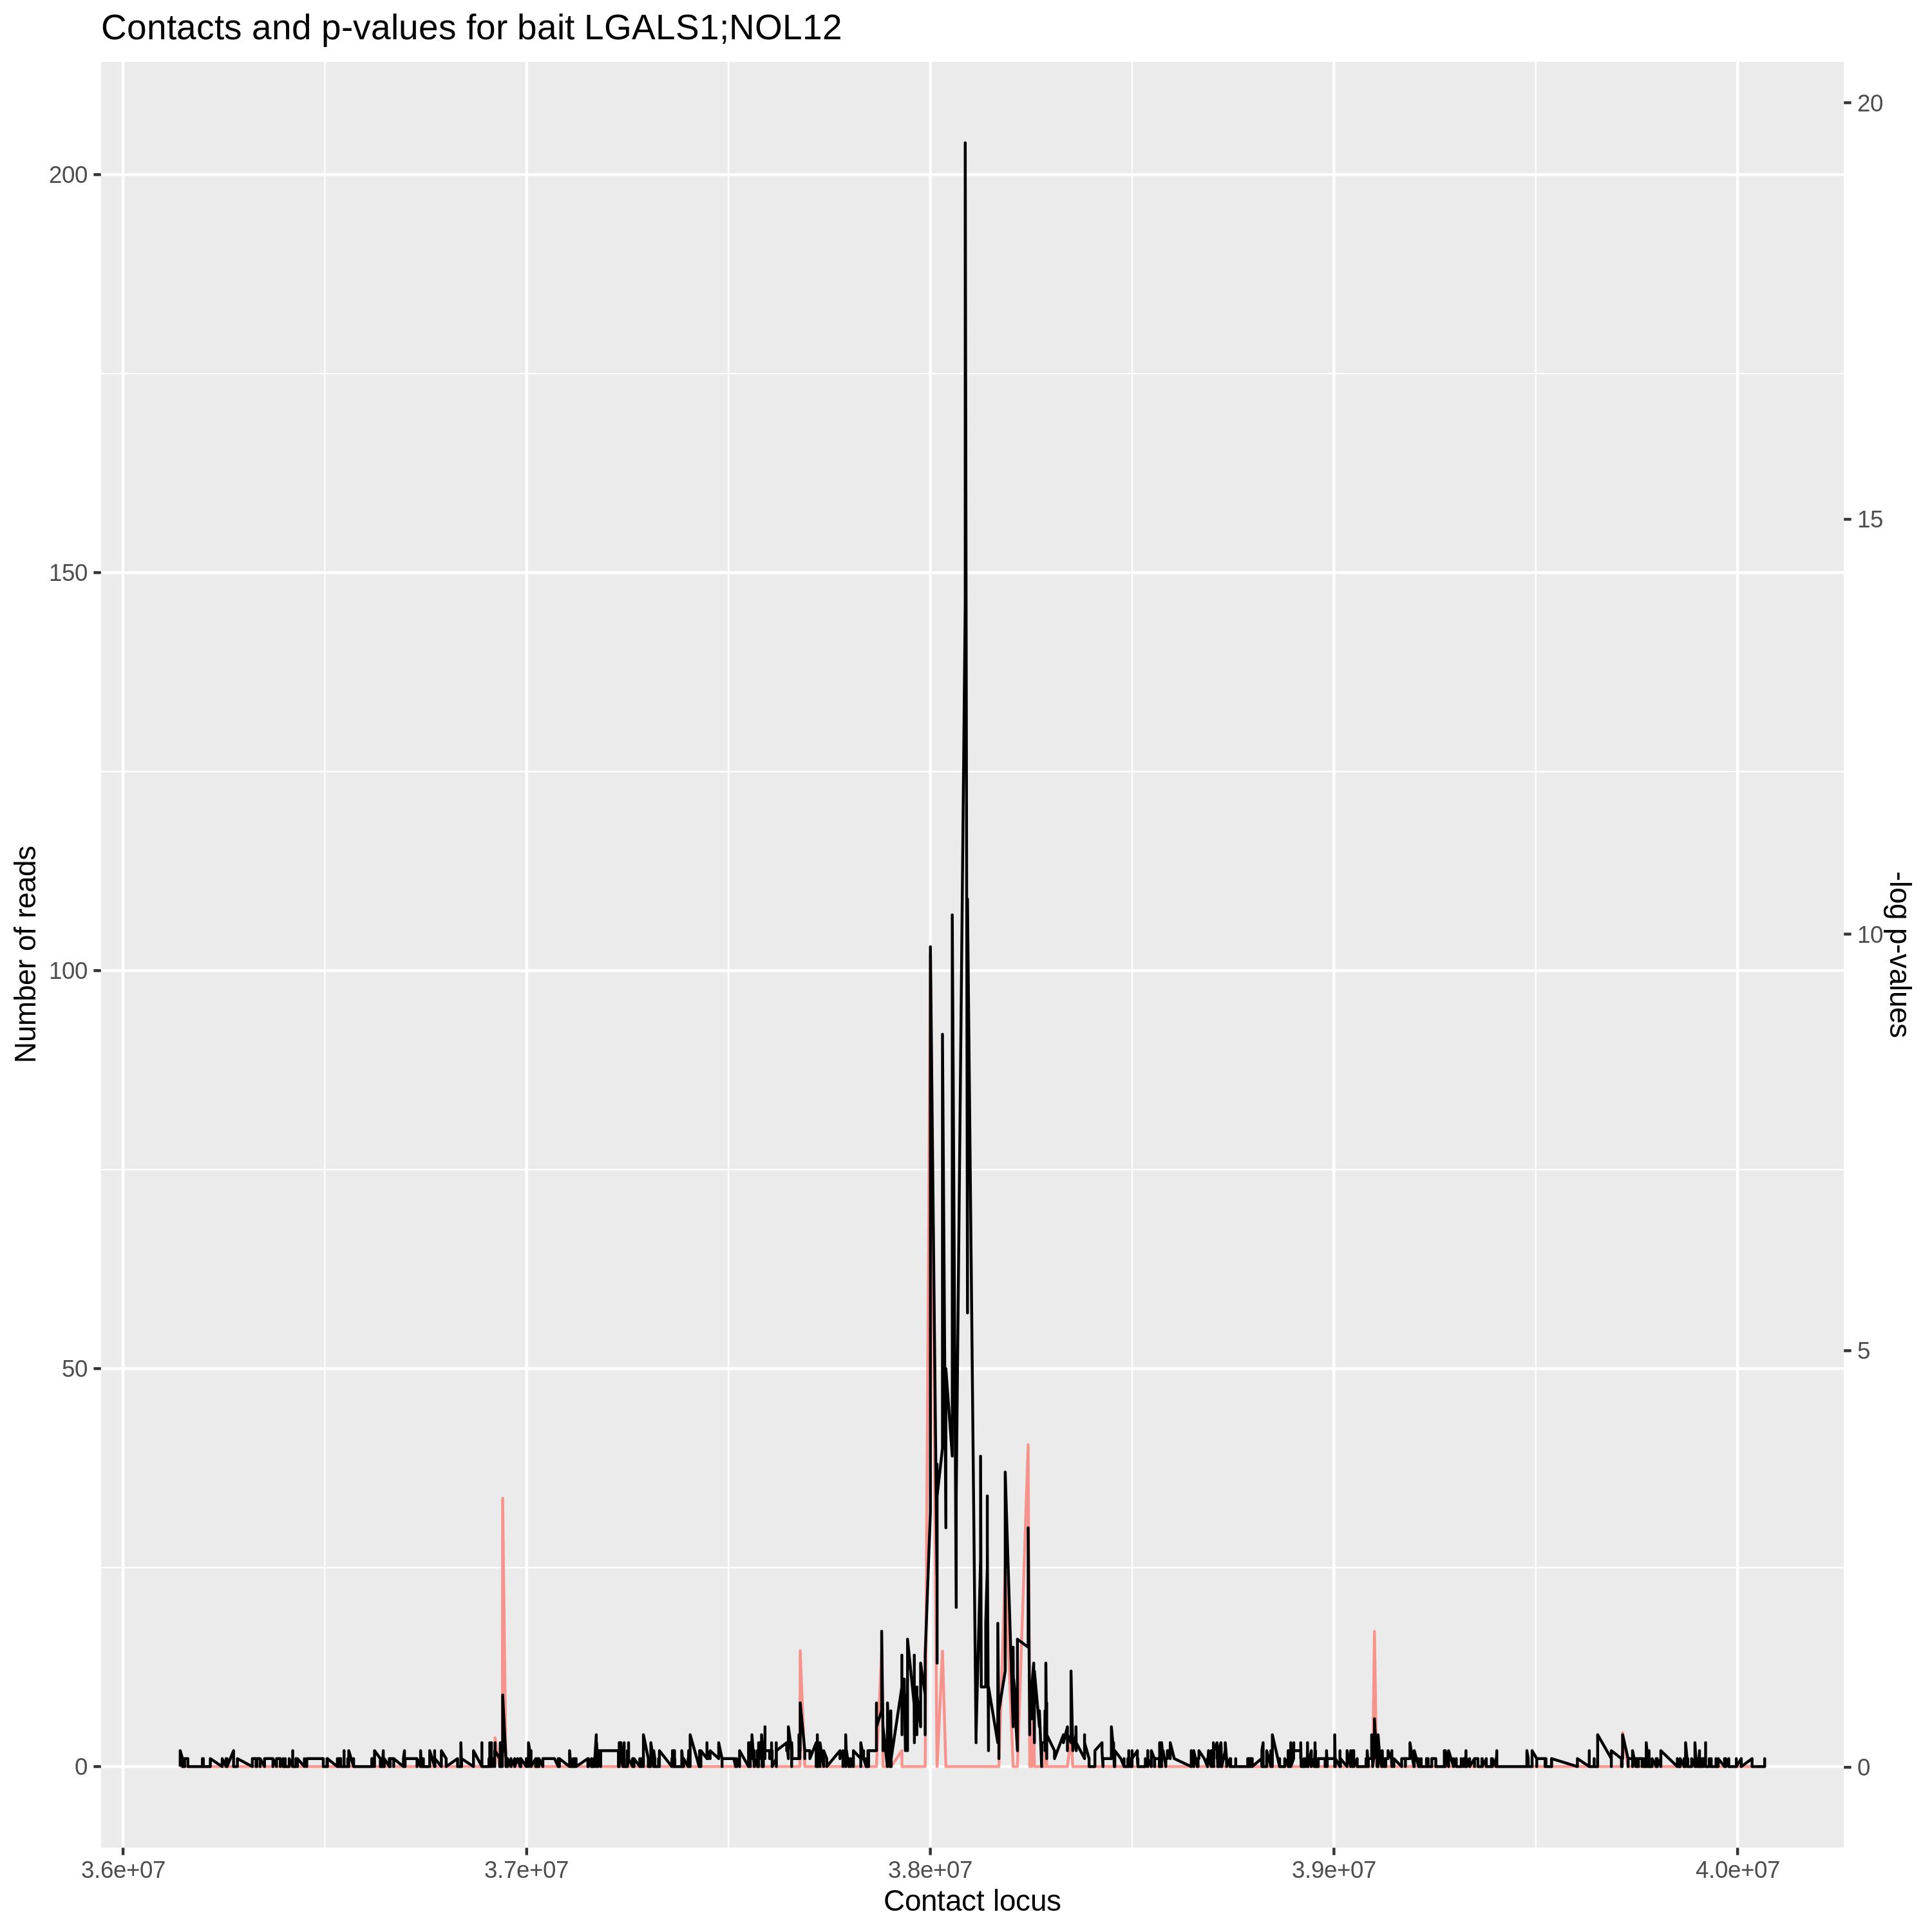 Contacts and p-values for bait LGALS1;NOL12
200
150
100
50
0
Number of reads
20
15
10
5
0
-log p-values
3.6e+07
3.7e+07
3.8e+07
3.9e+07
4.0e+07
Contact locus